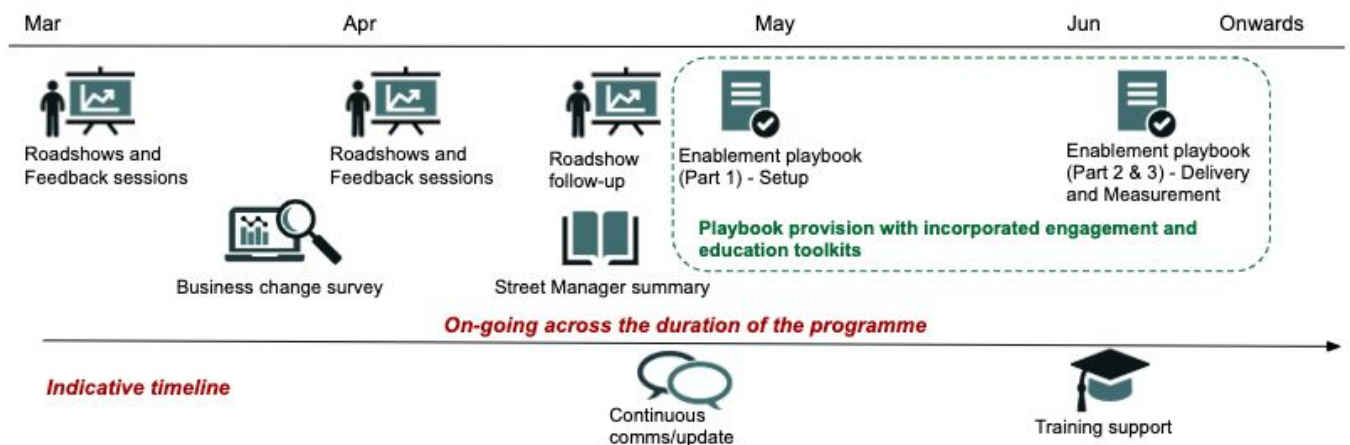 Mar
Apr
May
Jun
Onwards
Roadshows and
Feedback sessions
Roadshows and
Feedback sessions
Roadshow
follow-up
Enablement playbook
(Part 1) - Setup
Enablement playbook
(Part 2 & 3) - Delivery
and Measurement
Playbook provision with incorporated engagement and
education toolkits
Business change survey
Street Manager summary
On-going across the duration of the programme
Indicative timeline
Continuous
comms/update
Training support